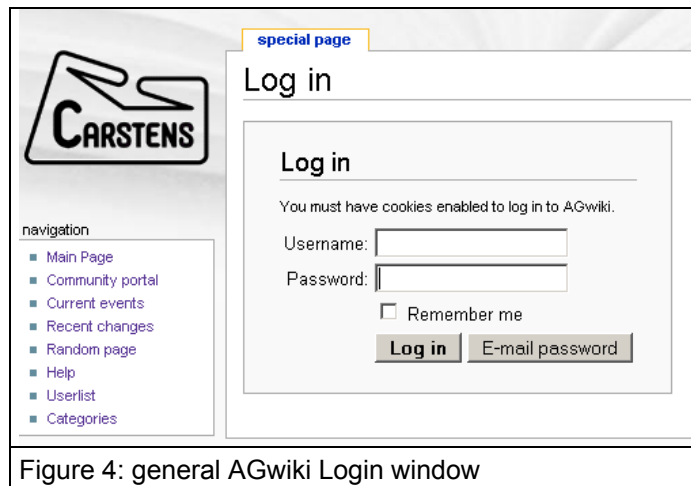 special page
Log in
CARSTENS
Log in
You must have cookies enabled to log in to AGwiki.
Username:
Password:
Remember me
Log in
E-mail password
navigation
Main Page
Community portal
Current events
Recent changes
Random page
Help
Userlist
Categories
Figure 4: general AGwiki Login window